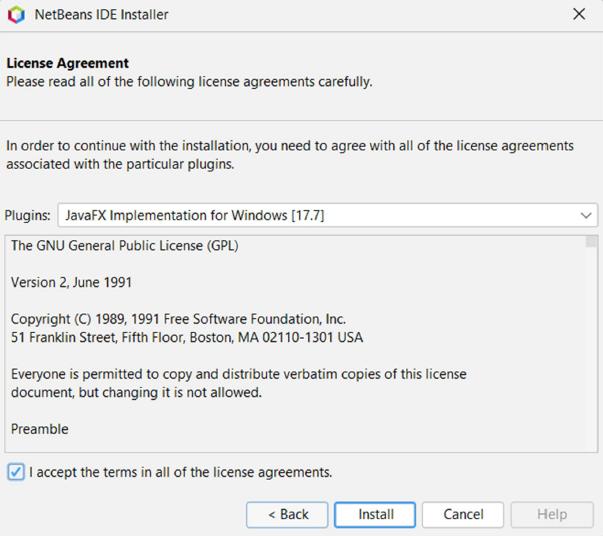 NetBeans IDE Installer
License Agreement
Please read all of the following license agreements carefully.
In order to continue with the installation, you need to agree with all of the license agreements
associated with the particular plugins.
Plugins: JavaFX Implementation for Windows [17.7]
The GNU General Public License (GPL)
Version 2, June 1991
Copyright (C) 1989, 1991 Free Software Foundation, Inc.
51 Franklin Street, Fifth Floor, Boston, MA 02110-1301 USA
Everyone is permitted to copy and distribute verbatim copies of this license
document, but changing it is not allowed.
Preamble
I accept the terms in all of the license agreements.
< Back Install Cancel Help